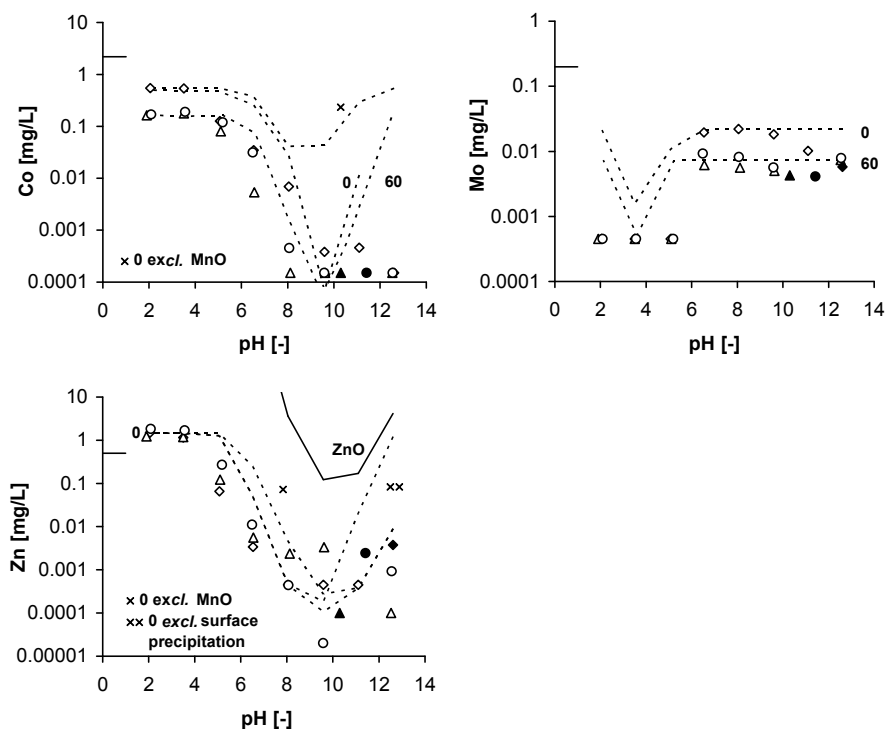 10
1
0.1
0.01
0.001
0.0001
Co [mg/L]
0
60
× 0 excl. MnO
0 2 4 6 8 10 12 14
pH [-]
1
0.1
0.01
0.001
0.0001
Mo [mg/L]
0
60
0 2 4 6 8 10 12 14
pH [-]
10
1
0.1
0.01
0.001
0.0001
0.00001
Zn [mg/L]
0
ZnO
×
××
× 0 excl. MnO
×× 0 excl. surface
precipitation
0 2 4 6 8 10 12 14
pH [-]